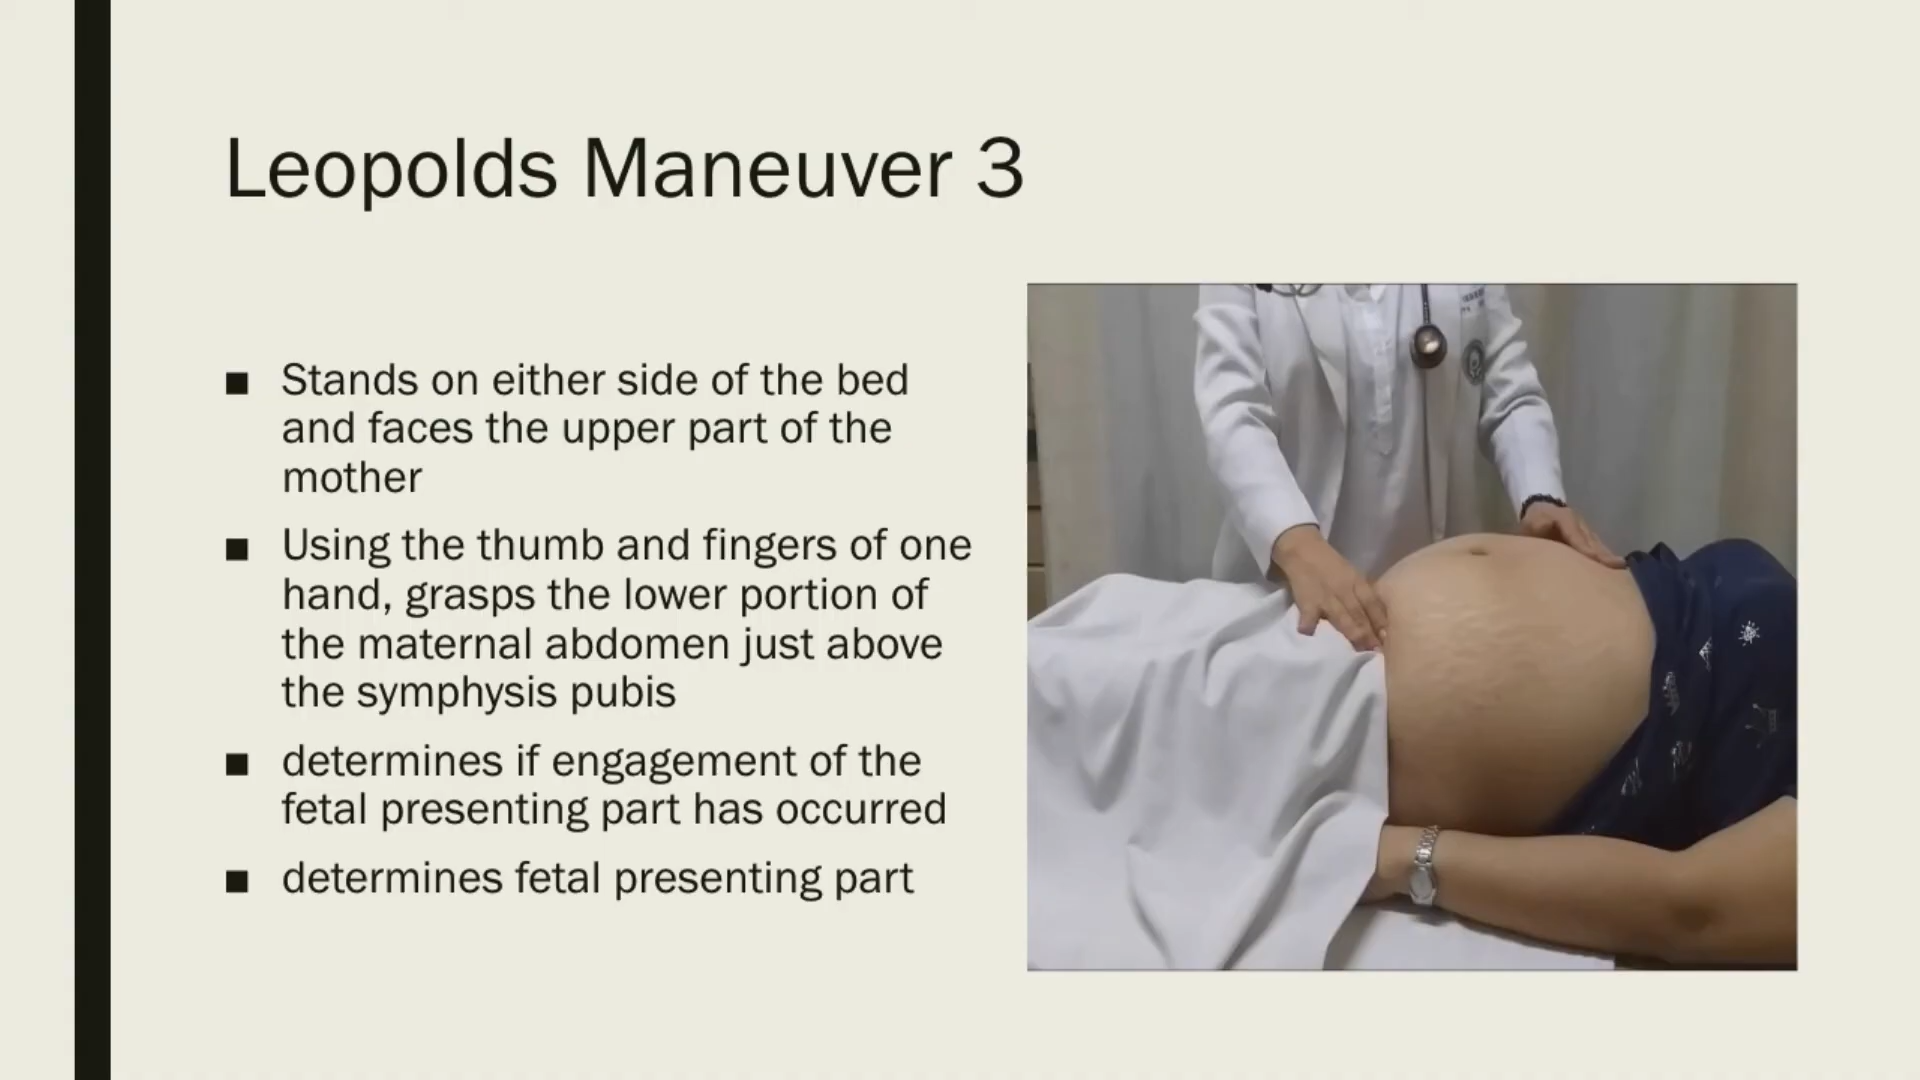 Leopolds Maneuver 3
■ Stands on either side of the bed
and faces the upper part of the
mother
■ Using the thumb and fingers of one
hand, grasps the lower portion of
the maternal abdomen just above
the symphysis pubis
■ determines if engagement of the
fetal presenting part has occurred
■ determines fetal presenting part